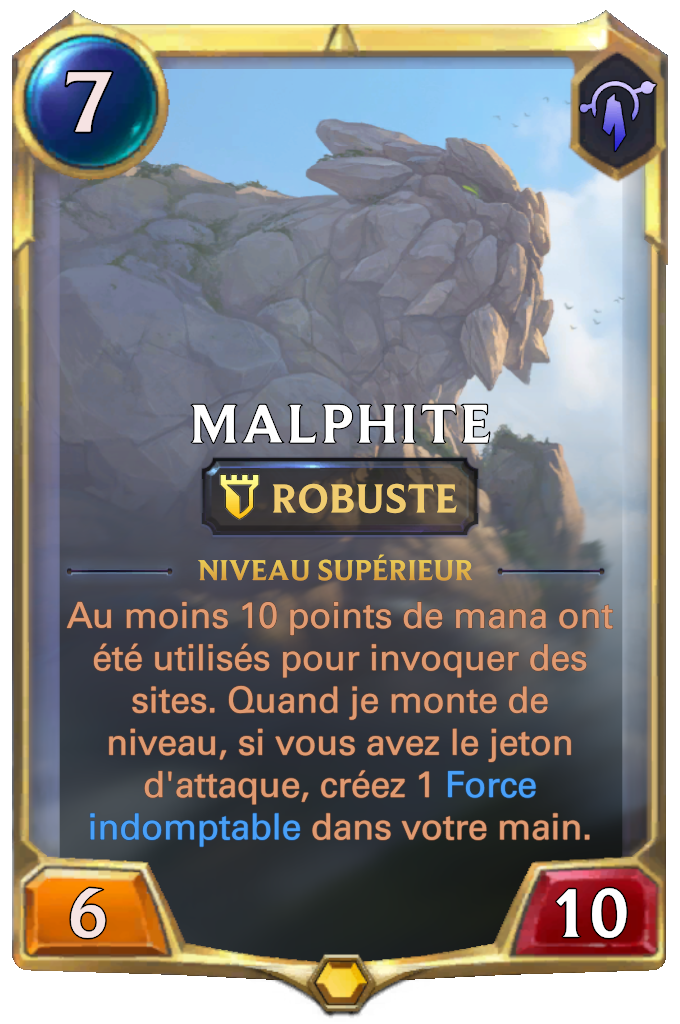 7
MALPHITE
ROBUSTE
NIVEAU SUPÉRIEUR
Au moins 10 points de mana ont
été utilisés pour invoquer des
sites. Quand je monte de
niveau, si vous avez le jeton
d'attaque, créez 1 Force
indomptable dans votre main.
6
10